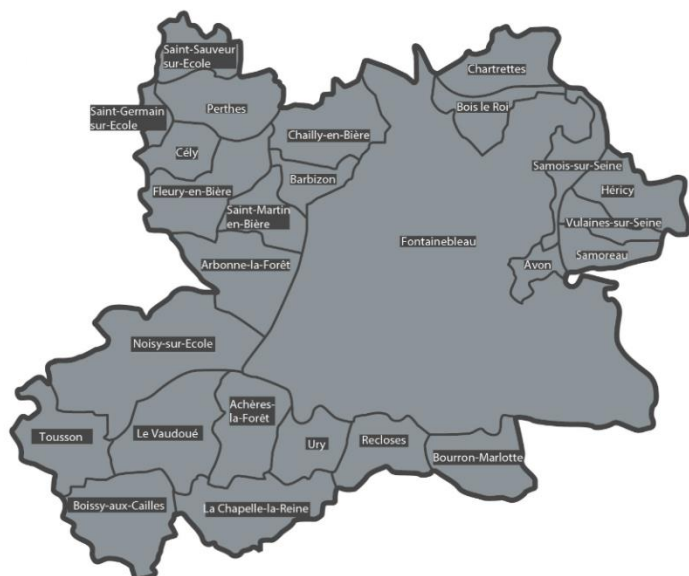 Saint-Sauveur
sur-Ecole
Chartrettes
Saint-Germain
sur-Ecole
Perthes
Bois le Roi
Chailly-en-Bière
Cély
Samois-sur-Seine
Barbizon
Fleury-en-Bière
Héricy
Saint-Martin
en-Bière
Vulaines-sur-Seine
Fontainebleau
Samoreau
Arbonne-la-Forêt
Avon
Noisy-sur-Ecole
Achères-
la-Forêt
Tousson
Le Vaudoué
Ury
Recloses
Bourron-Marlotte
Boissy-aux-Cailles
La Chapelle-la-Reine